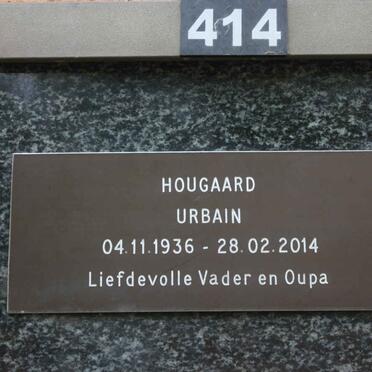 414
HOUGAARD
URBAIN
04.11.1936 - 28.02.2014
Liefdevolle Vader en Oupa